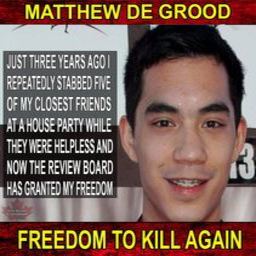 MATTHEW DE GROOD
JUST THREE YEARS AGO I
REPEATEDLY STABBED FIVE
OF MY CLOSEST FRIENDS
AT A HOUSE PARTY WHILE
THEY WERE HELPLESS AND
NOW THE REVIEW BOARD
HAS GRANTED MY FREEDOM
13
FREEDOM TO KILL AGAIN